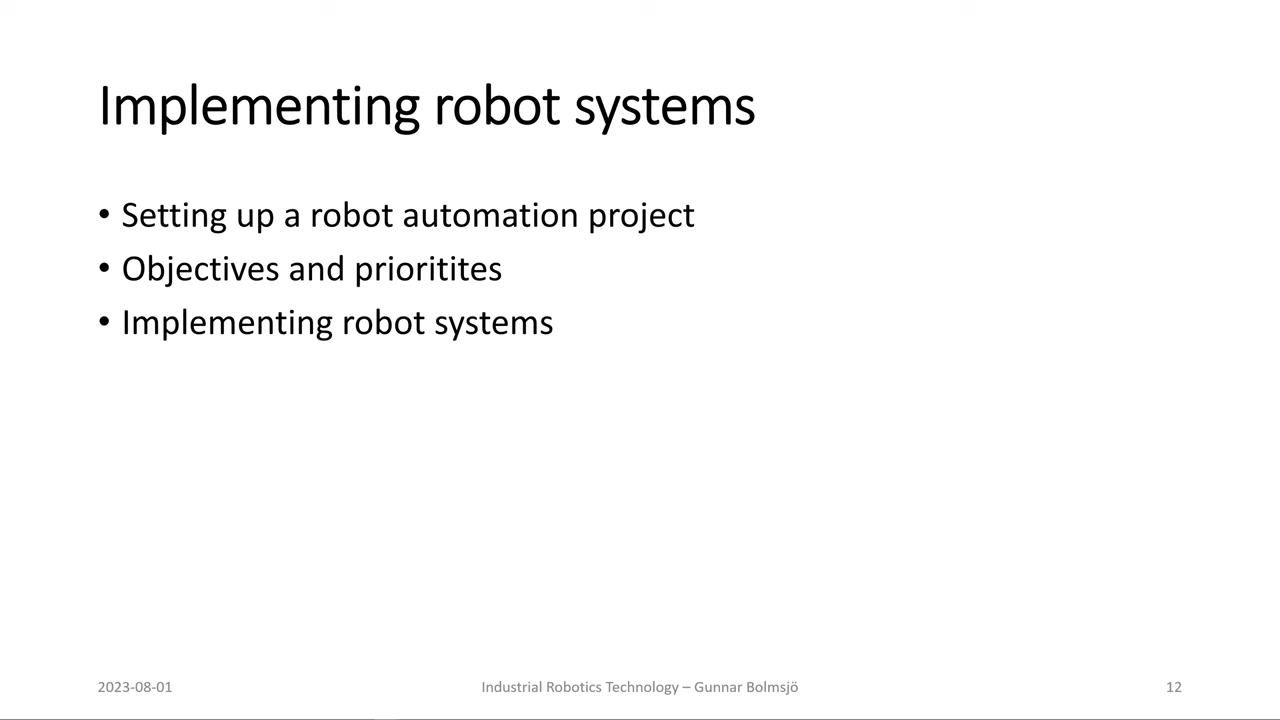 Implementing robot systems
• Setting up a robot automation project
• Objectives and prioritites
• Implementing robot systems
2023-08-01
Industrial Robotics Technology – Gunnar Bolmsjö
12